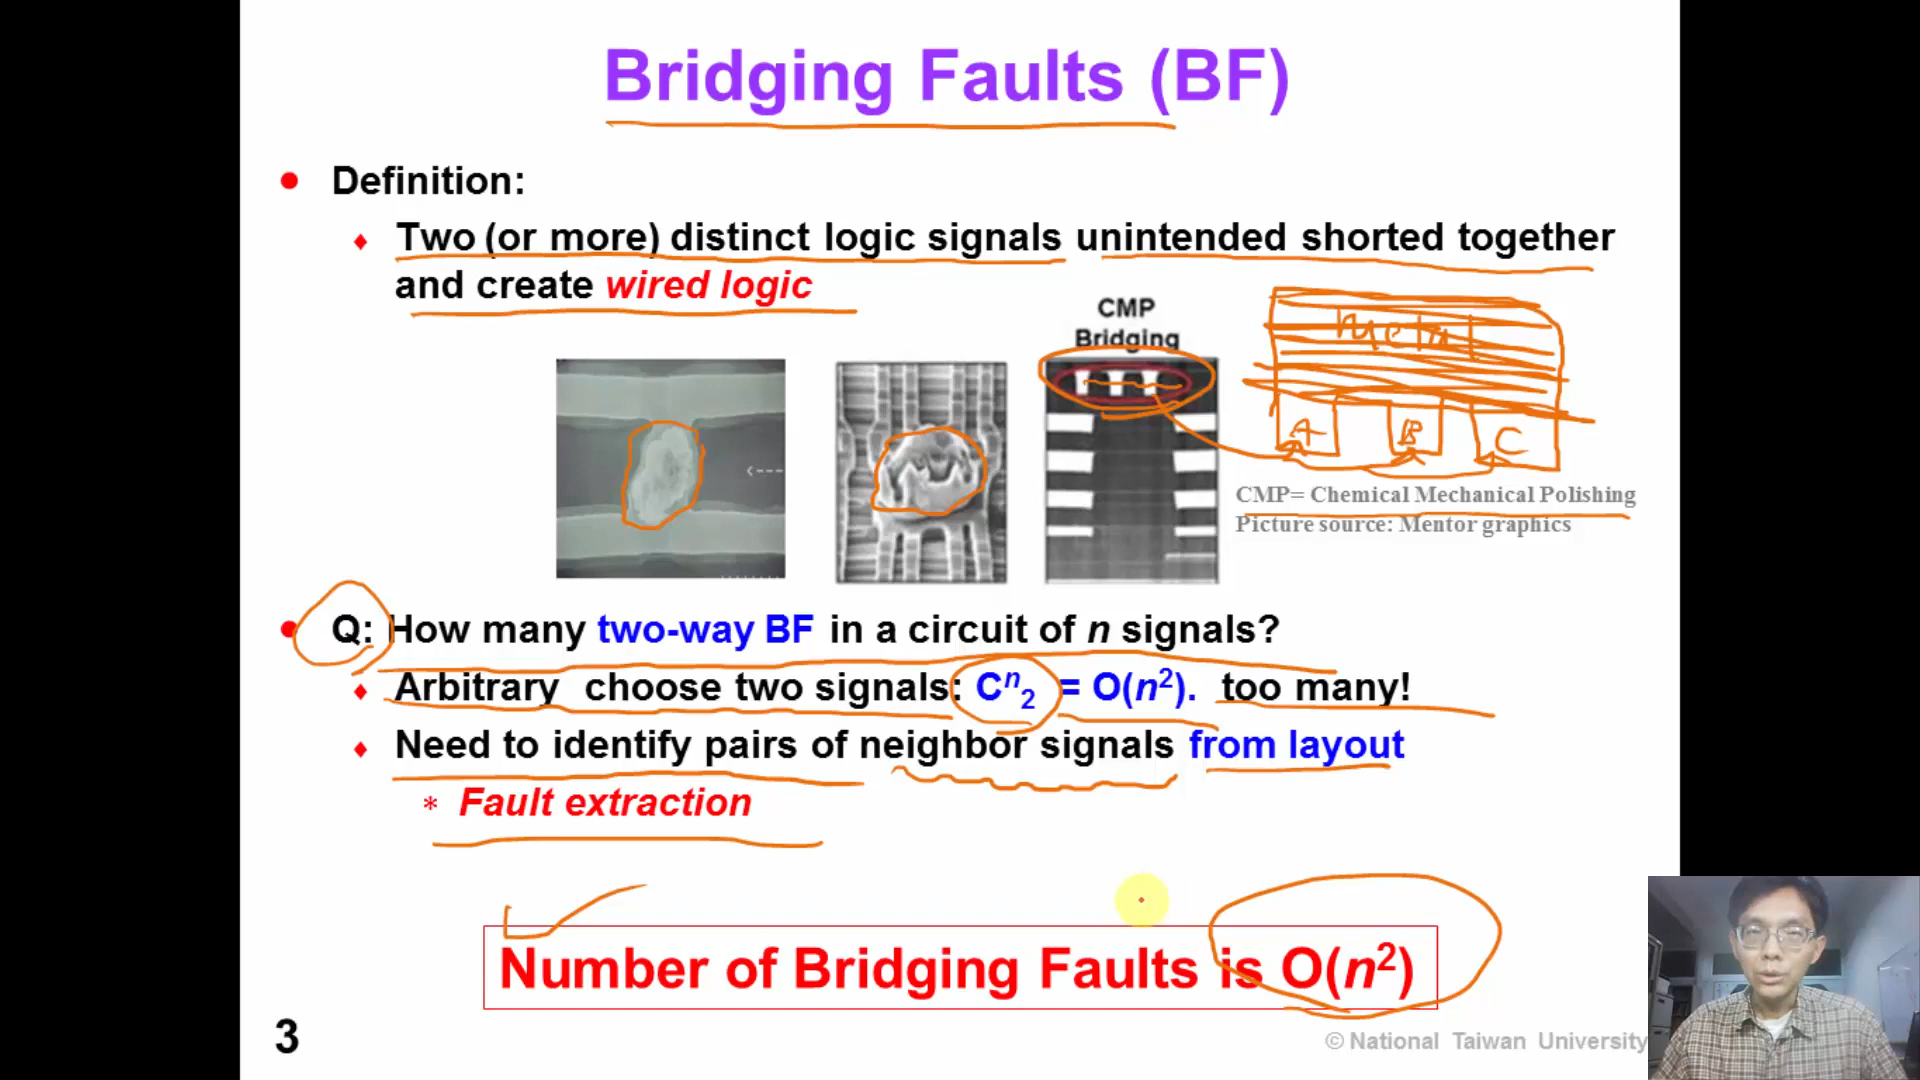 Bridging Faults (BF)
Definition:
Two (or more) distinct logic signals unintended shorted together
and create wired logic
CMP
Bridging
Metal
A B C
CMP= Chemical Mechanical Polishing
Picture source: Mentor graphics
Q: How many two-way BF in a circuit of n signals?
Arbitrary choose two signals: Cⁿ₂ = O(n²). too many!
Need to identify pairs of neighbor signals from layout
* Fault extraction
Number of Bridging Faults is O(n²)
3
© National Taiwan University